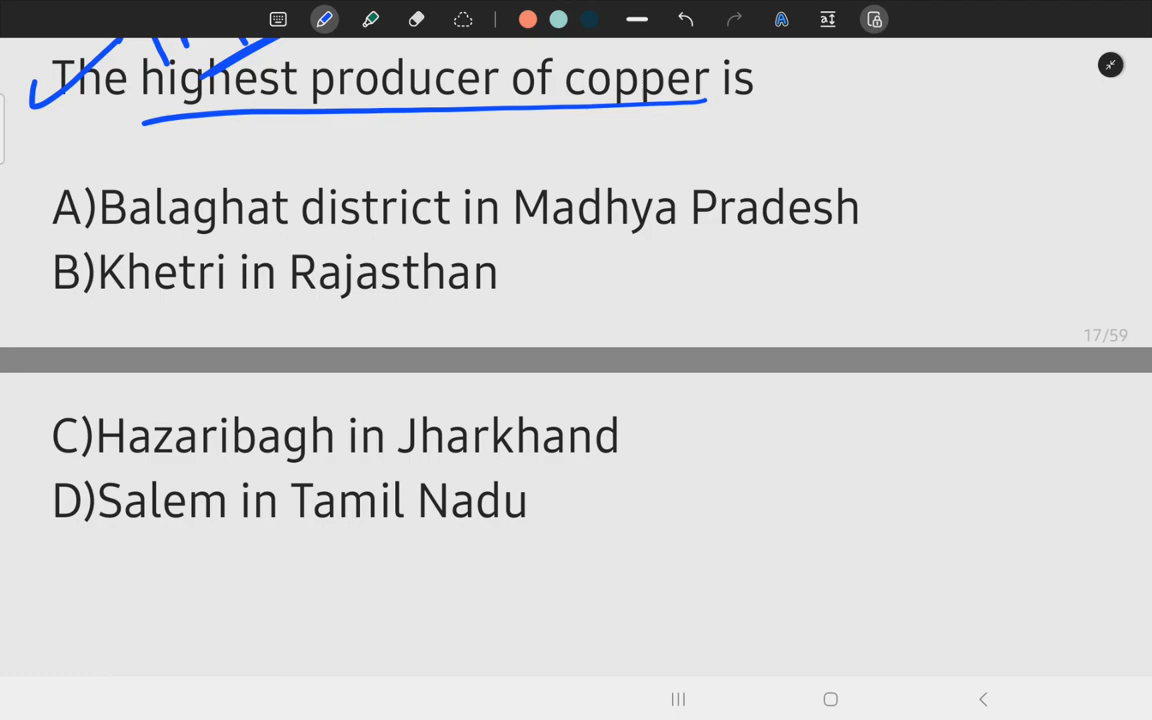 The highest producer of copper is
A)Balaghat district in Madhya Pradesh
B)Khetri in Rajasthan
17/59
C)Hazaribagh in Jharkhand
D)Salem in Tamil Nadu